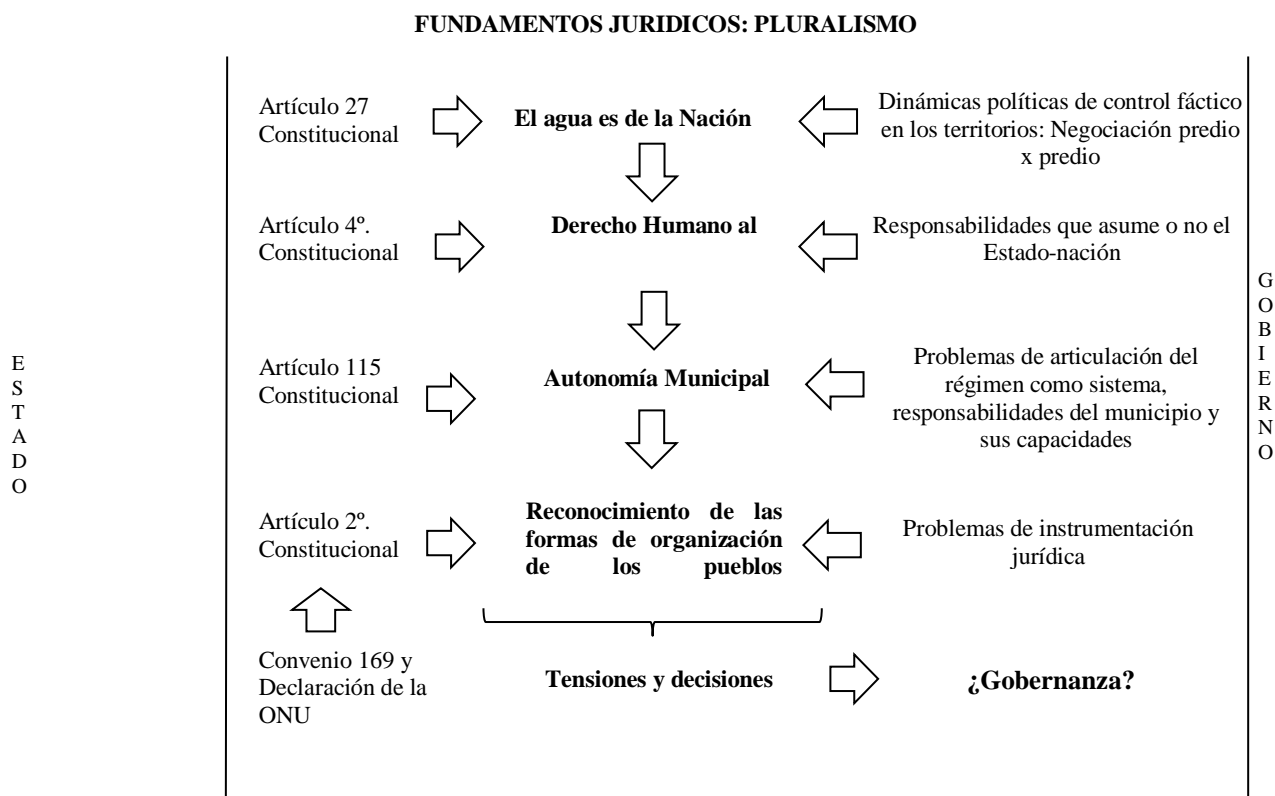 FUNDAMENTOS JURIDICOS: PLURALISMO
Artículo 27
Constitucional
El agua es de la Nación
Dinámicas políticas de control fáctico
en los territorios: Negociación predio
x predio
Artículo 4º.
Constitucional
Derecho Humano al
Responsabilidades que asume o no el
Estado-nación
Artículo 115
Constitucional
Autonomía Municipal
Problemas de articulación del
régimen como sistema,
responsabilidades del municipio y
sus capacidades
Artículo 2º.
Constitucional
Reconocimiento de las
formas de organización
de los pueblos
Problemas de instrumentación
jurídica
Convenio 169 y
Declaración de la
ONU
Tensiones y decisiones
¿Gobernanza?
E
S
T
A
D
O
G
O
B
I
E
R
N
O